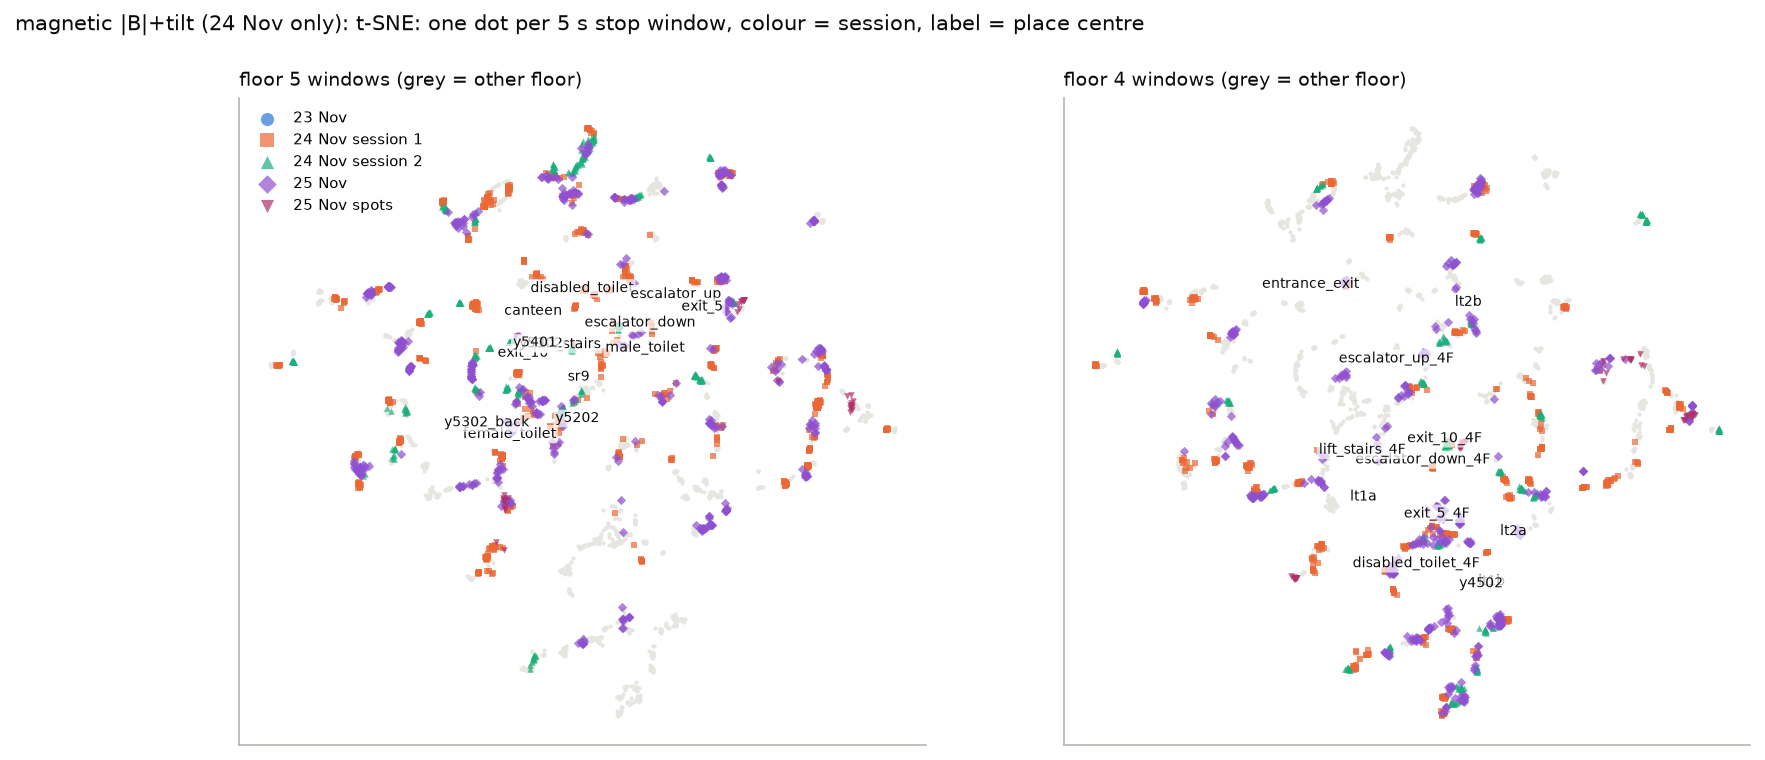 magnetic |B|+tilt (24 Nov only): t-SNE: one dot per 5 s stop window, colour = session, label = place centre
floor 5 windows (grey = other floor)
23 Nov
24 Nov session 1
24 Nov session 2
25 Nov
25 Nov spots
disabled_toilet
escalator_up
exit_5
canteen
escalator_down
y5401
stairs
male_toilet
exit_10
sr9
y5202
y5302_back
female_toilet
floor 4 windows (grey = other floor)
entrance_exit
lt2b
escalator_up_4F
exit_10_4F
lift_stairs_4F
escalator_down_4F
lt1a
exit_5_4F
lt2a
disabled_toilet_4F
y4502